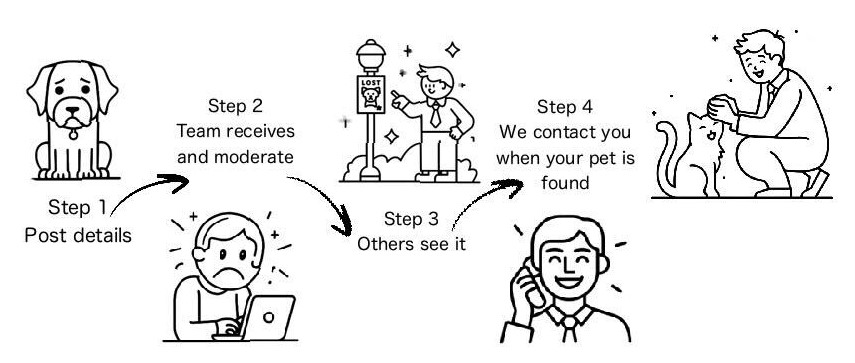 Step 1
Post details
Step 2
Team receives
and moderate
LOST
Step 3
Others see it
Step 4
We contact you
when your pet is
found